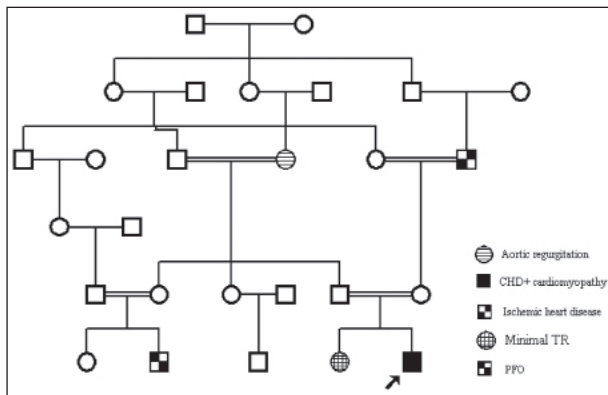 Aortic regurgitation
CHD+ cardiomyopathy
Ischemic heart disease
Minimal TR
PFO